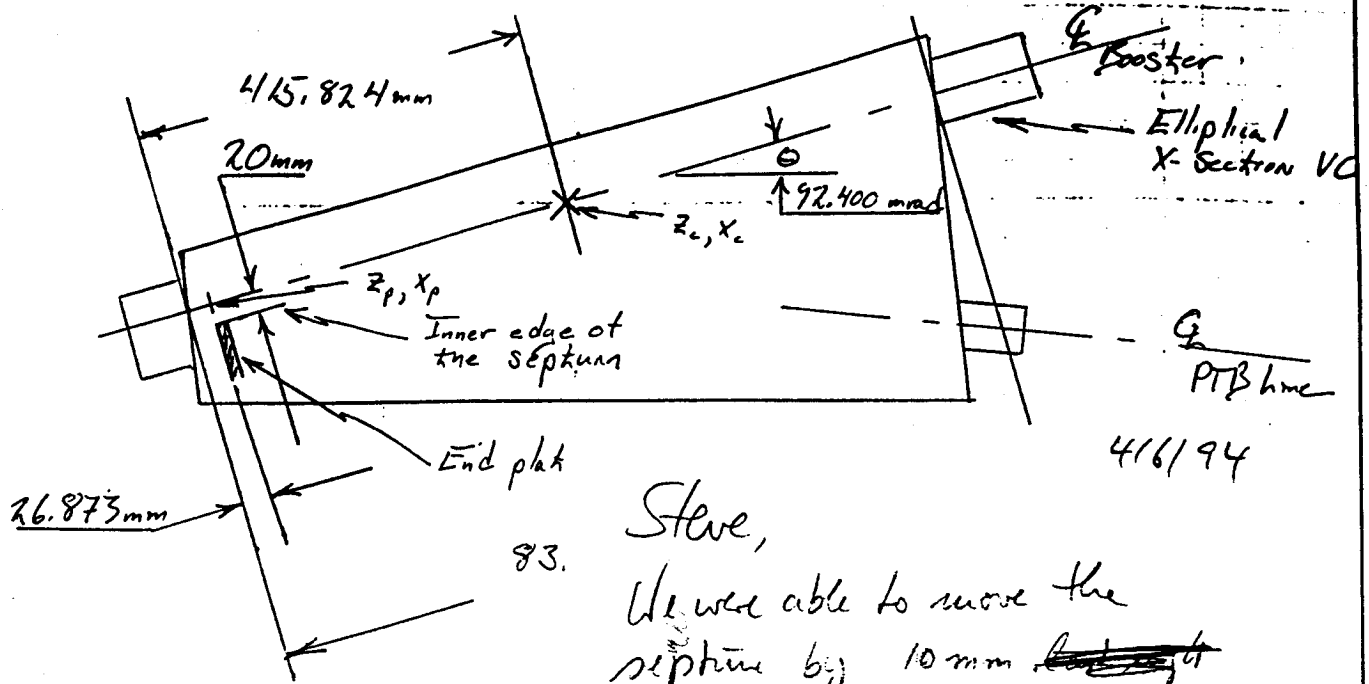 415.824mm
20mm
℄
Booster
Elliptical
X-Section VC
θ
92.400 mrad
Zc, Xc
Zp, Xp
Inner edge of
the septum
℄
PTB line
End plate
4/6/94
26.873mm
83.
Steve,
We were able to move the
septum by 10mm